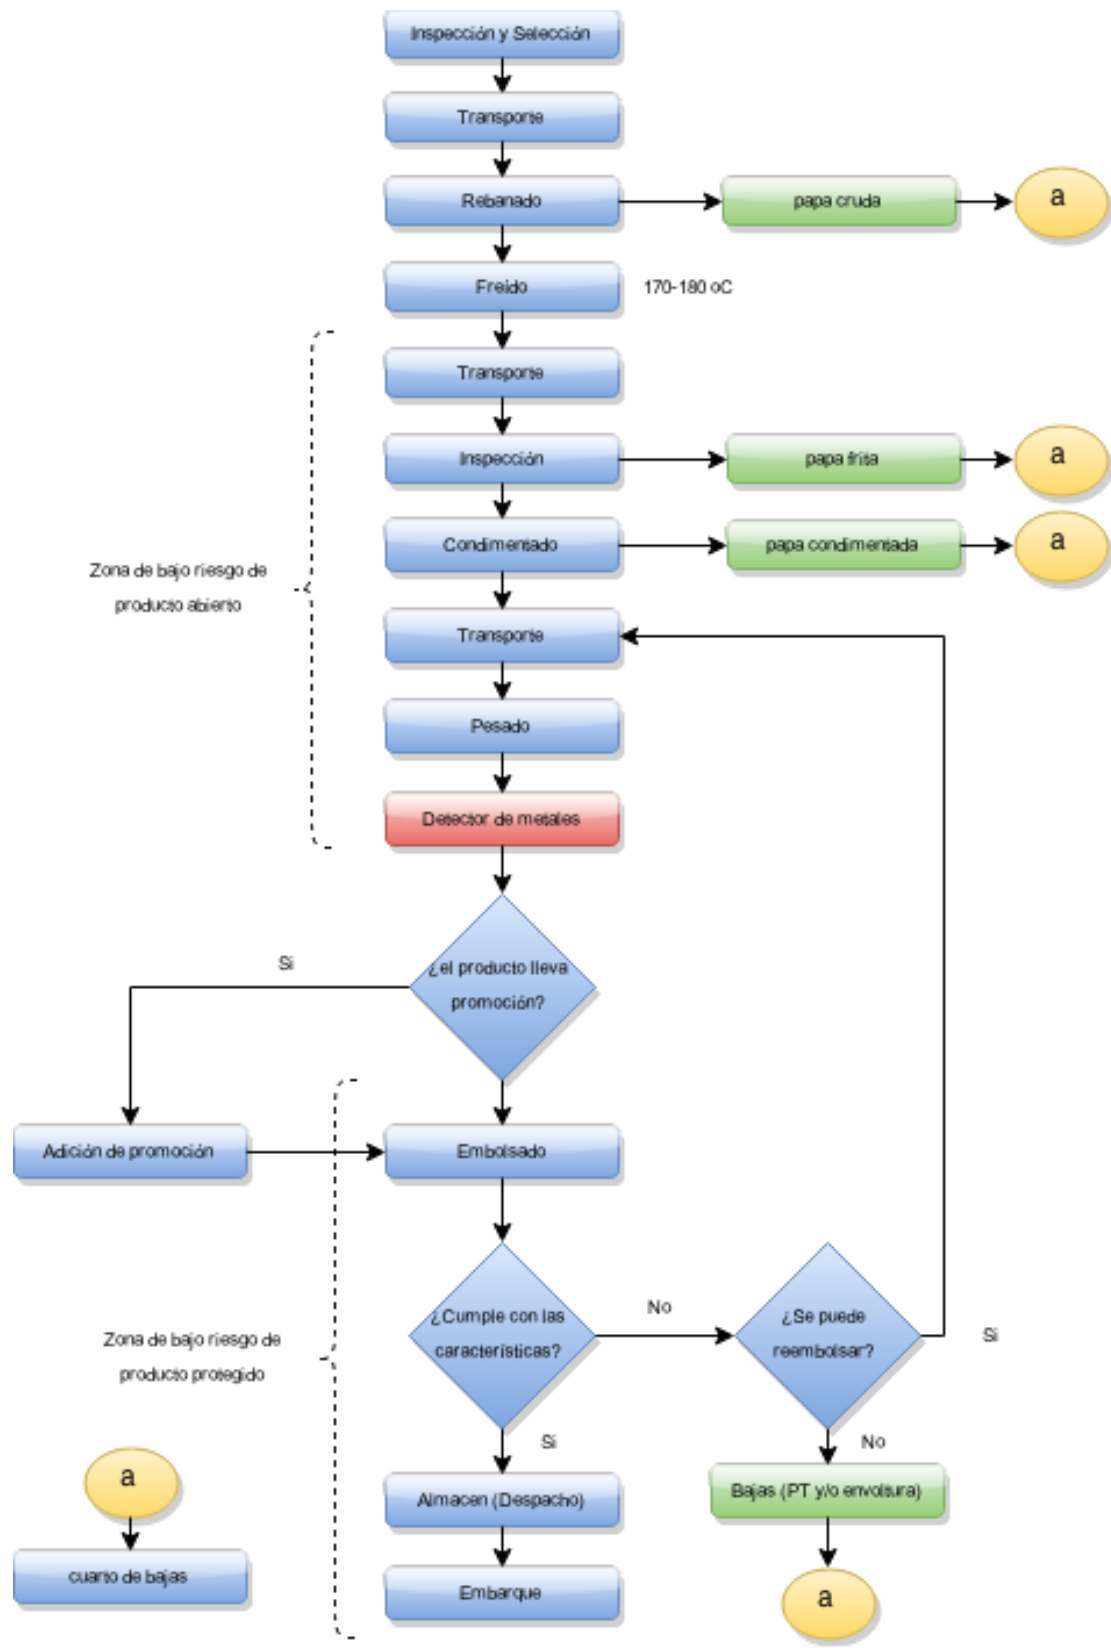 Inspección y Selección
Transporte
Rebanado
papa cruda
a
Freido
170-180 oC
Transporte
Inspección
papa frita
a
Condimentado
papa condimentada
a
Zona de bajo riesgo de
producto abierto
Transporte
Pesado
Detector de metales
Si
¿el producto lleva
promoción?
Adición de promoción
Embolsado
Zona de bajo riesgo de
producto protegido
¿Cumple con las
características?
No
¿Se puede
reembolsar?
Si
Si
No
a
Almacen (Despacho)
Bajas (PT y/o envoltura)
cuarto de bajas
Embarque
a